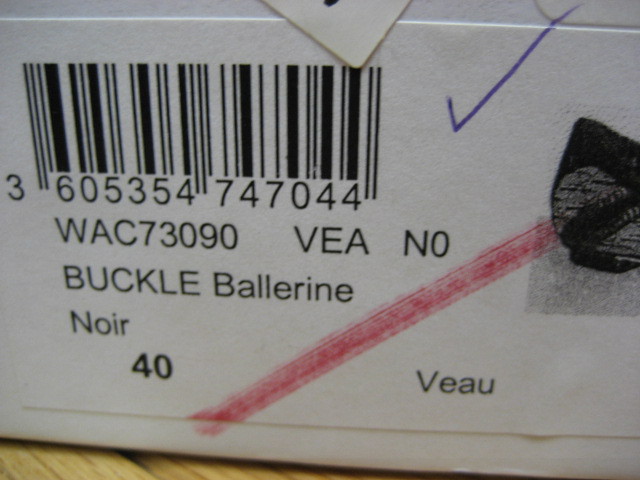 3 605354 747044
WAC73090 VEA N0
BUCKLE Ballerine
Noir
40
Veau